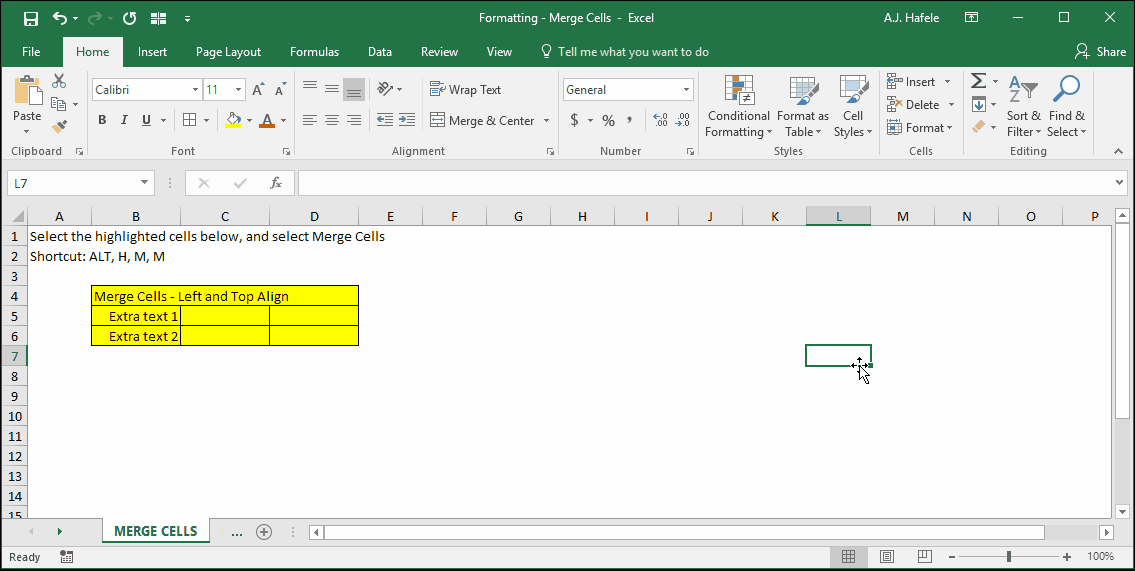 Formatting - Merge Cells - Excel
A.J. Hafele
File Home Insert Page Layout Formulas Data Review View Tell me what you want to do Share
Calibri 11 A A Wrap Text General Insert
Paste B I U A Merge & Center $ % , .0 .00 Conditional Formatting Format as Table Cell Styles Delete Sort & Filter Find & Select
Format
Clipboard Font Alignment Number Styles Cells Editing
L7 fx
A B C D E F G H I J K L M N O P
1 Select the highlighted cells below, and select Merge Cells
2 Shortcut: ALT, H, M, M
3
4 Merge Cells - Left and Top Align
5 Extra text 1
6 Extra text 2
7
8
9
10
11
12
13
14
15
MERGE CELLS ...
Ready 100%